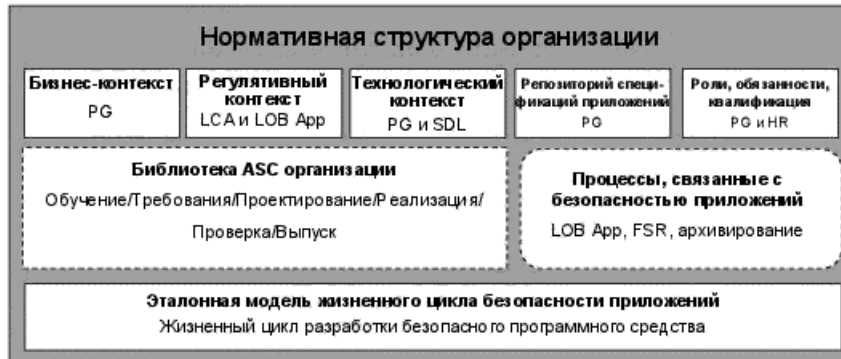 Нормативная структура организации
Бизнес-контекст
PG
Регулятивный
контекст
LCA и LOB App
Технологический
контекст
PG и SDL
Репозиторий специ-
фикаций приложений
PG
Роли, обязанности,
квалификация
PG и HR
Библиотека ASC организации
Обучение/Требования/Проектирование/Реализация/
Проверка/Выпуск
Процессы, связанные с
безопасностью приложений
LOB App, FSR, архивирование
Эталонная модель жизненного цикла безопасности приложений
Жизненный цикл разработки безопасного программного средства